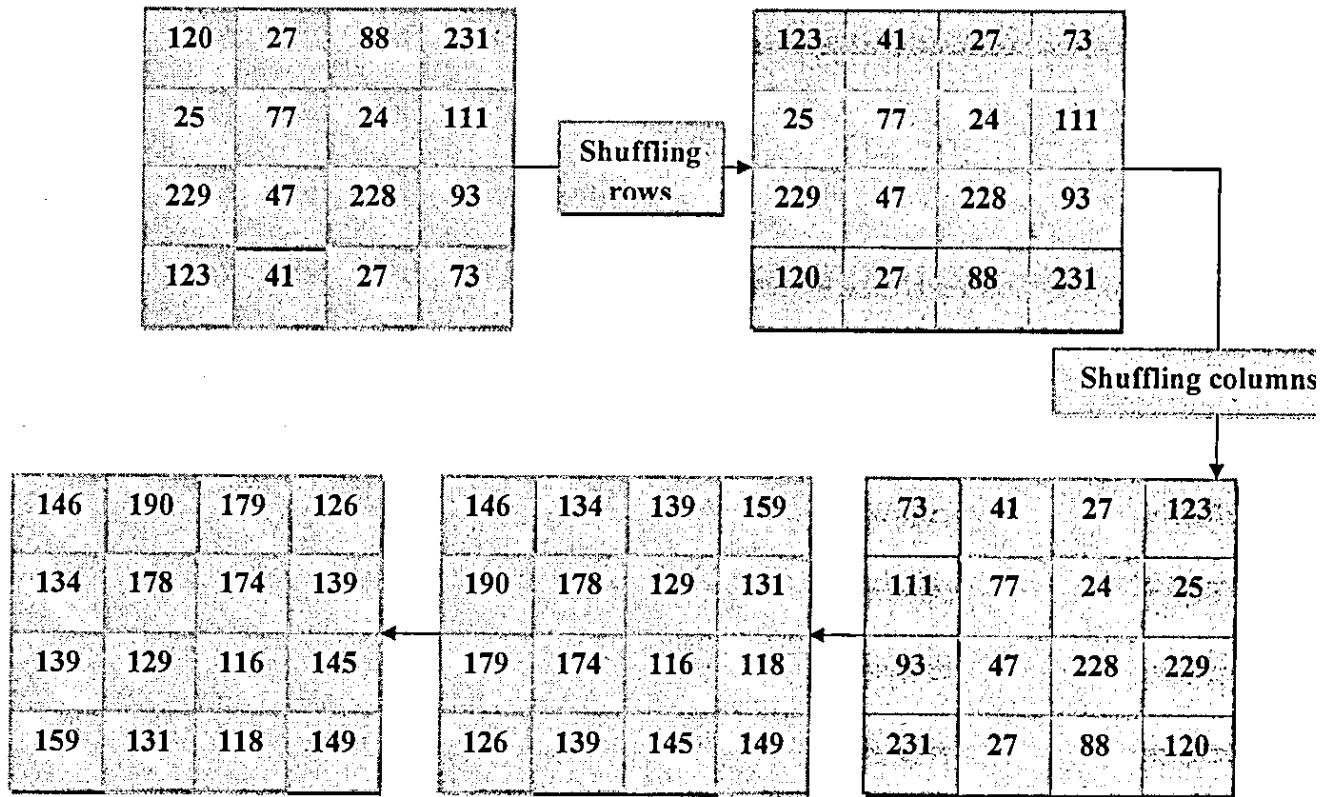 120 27 88 231
25 77 24 111
229 47 228 93
123 41 27 73
Shuffling
rows
123 41 27 73
25 77 24 111
229 47 228 93
120 27 88 231
Shuffling columns
73 41 27 123
111 77 24 25
93 47 228 229
231 27 88 120
146 134 139 159
190 178 129 131
179 174 116 118
126 139 145 149
146 190 179 126
134 178 174 139
139 129 116 145
159 131 118 149